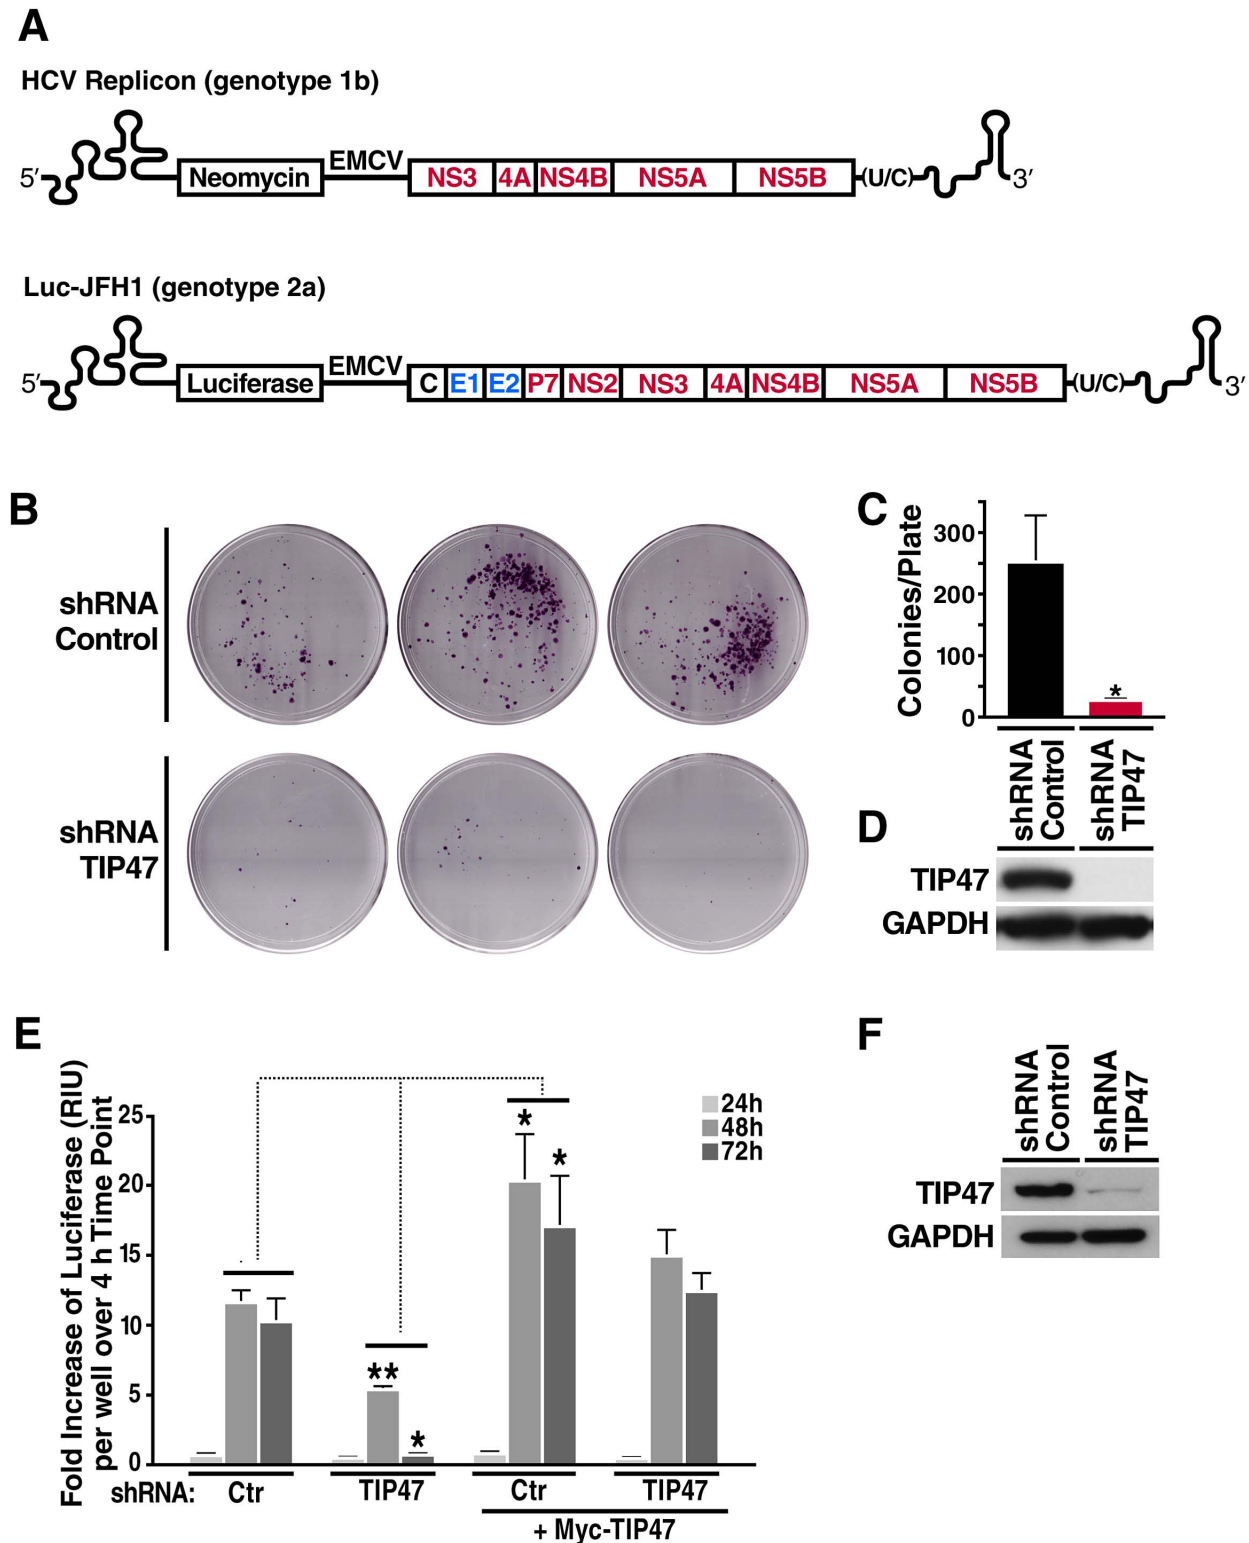 A
HCV Replicon (genotype 1b)
5′ Neomycin EMCV NS3 4A NS4B NS5A NS5B (U/C) 3′
Luc-JFH1 (genotype 2a)
5′ Luciferase EMCV C E1 E2 P7 NS2 NS3 4A NS4B NS5A NS5B (U/C) 3′
B
shRNA
Control
shRNA
TIP47
C
Colonies/Plate
300
200
100
0
*
shRNA
Control
shRNA
TIP47
D
TIP47
GAPDH
E
Fold Increase of Luciferase (RIU)
per well over 4 h Time Point
25
20
15
10
5
0
**
*
*
*
24h
48h
72h
shRNA: Ctr TIP47 Ctr TIP47
+ Myc-TIP47
F
shRNA
Control
shRNA
TIP47
TIP47
GAPDH